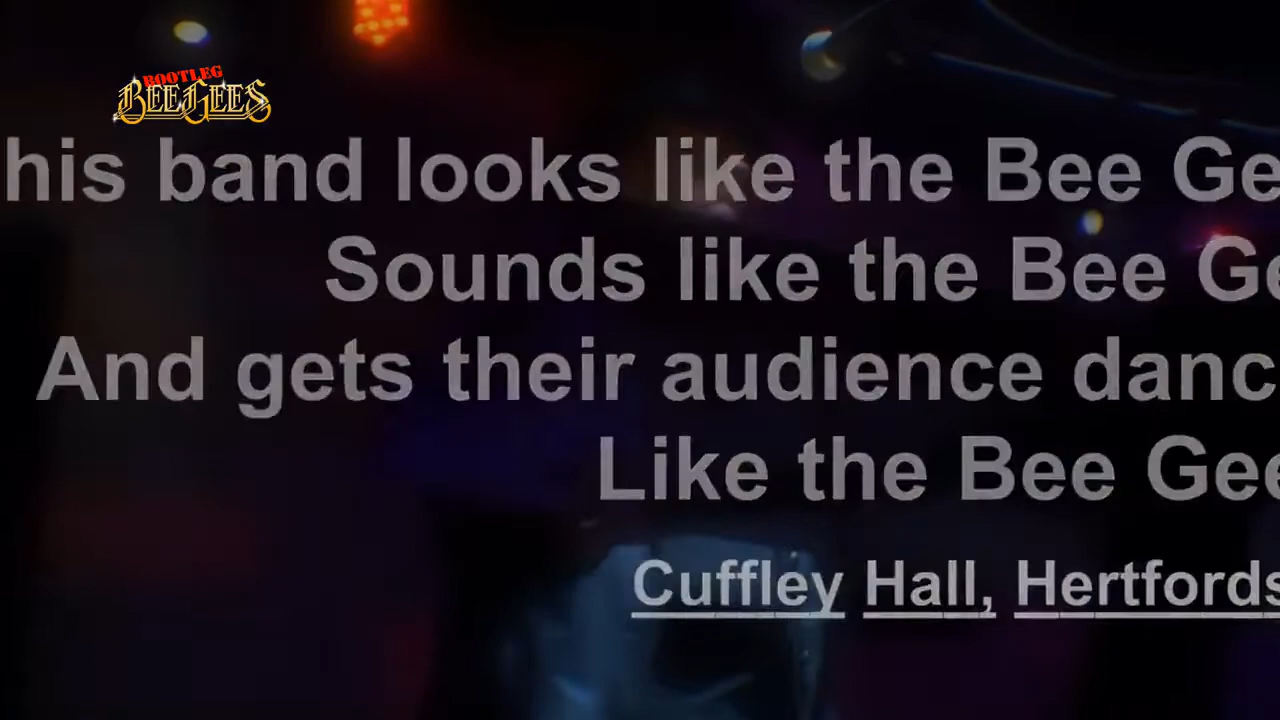 BOOTLEG
BEE GEES
his band looks like the Bee Ge
Sounds like the Bee Ge
And gets their audience danc
Like the Bee Gee
Cuffley Hall, Hertfords